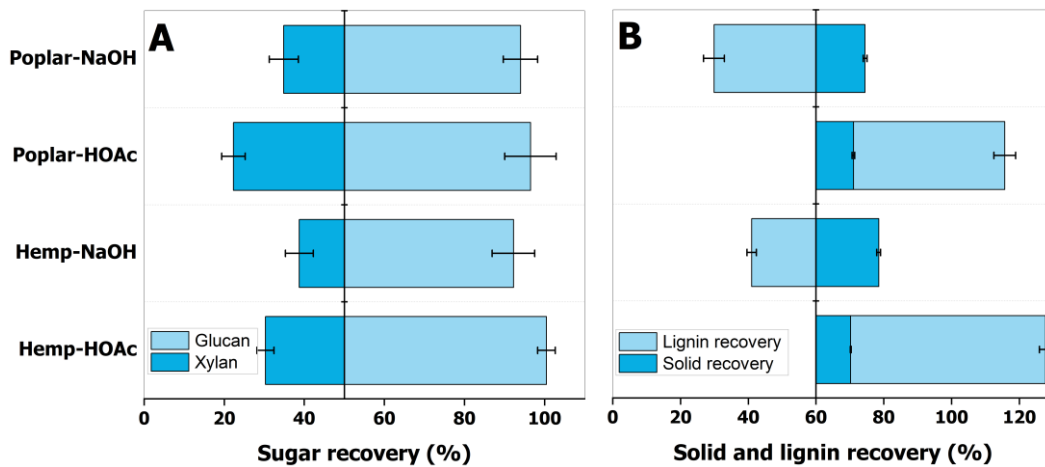 A
B
Poplar-NaOH
Poplar-HOAc
Hemp-NaOH
Hemp-HOAc
Glucan
Xylan
Lignin recovery
Solid recovery
0 20 40 60 80 100
0 20 40 60 80 100 120
Sugar recovery (%)
Solid and lignin recovery (%)